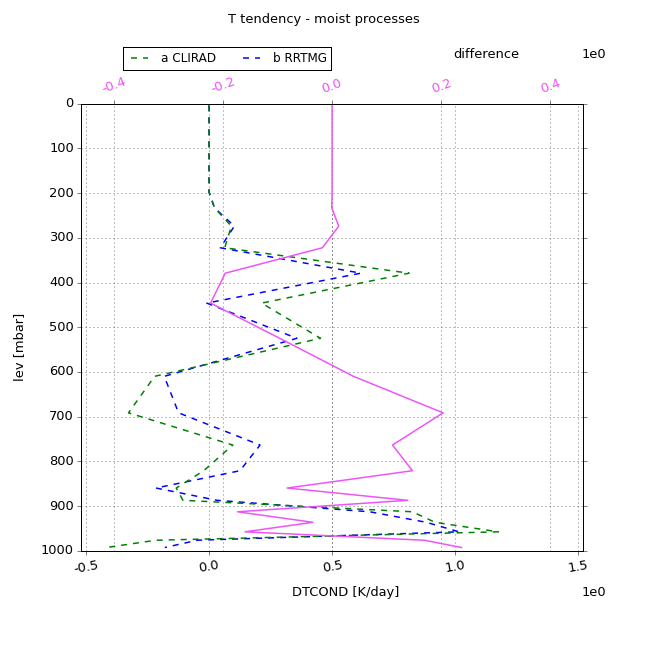 T tendency - moist processes
a CLIRAD b RRTMG
difference 1e0
-0.4 -0.2 0.0 0.2 0.4
0
100
200
300
400
500
600
700
800
900
1000
lev [mbar]
-0.5 0.0 0.5 1.0 1.5
DTCOND [K/day] 1e0